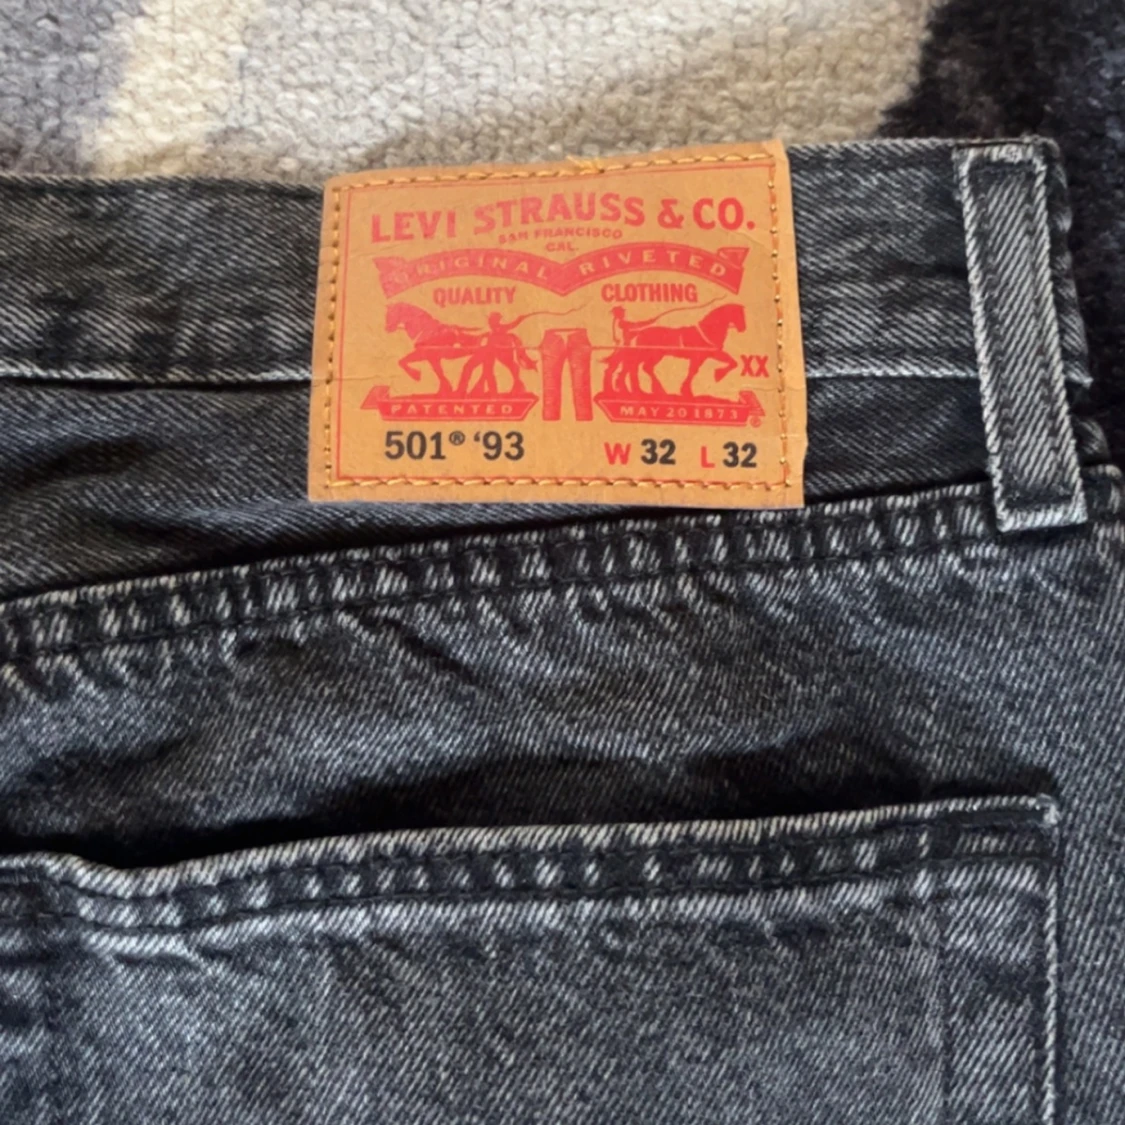 LEVI STRAUSS & CO.
SAN FRANCISCO
CAL.
ORIGINAL RIVETED
QUALITY CLOTHING
XX
PATENTED MAY 20 1873
501® '93 W 32 L 32